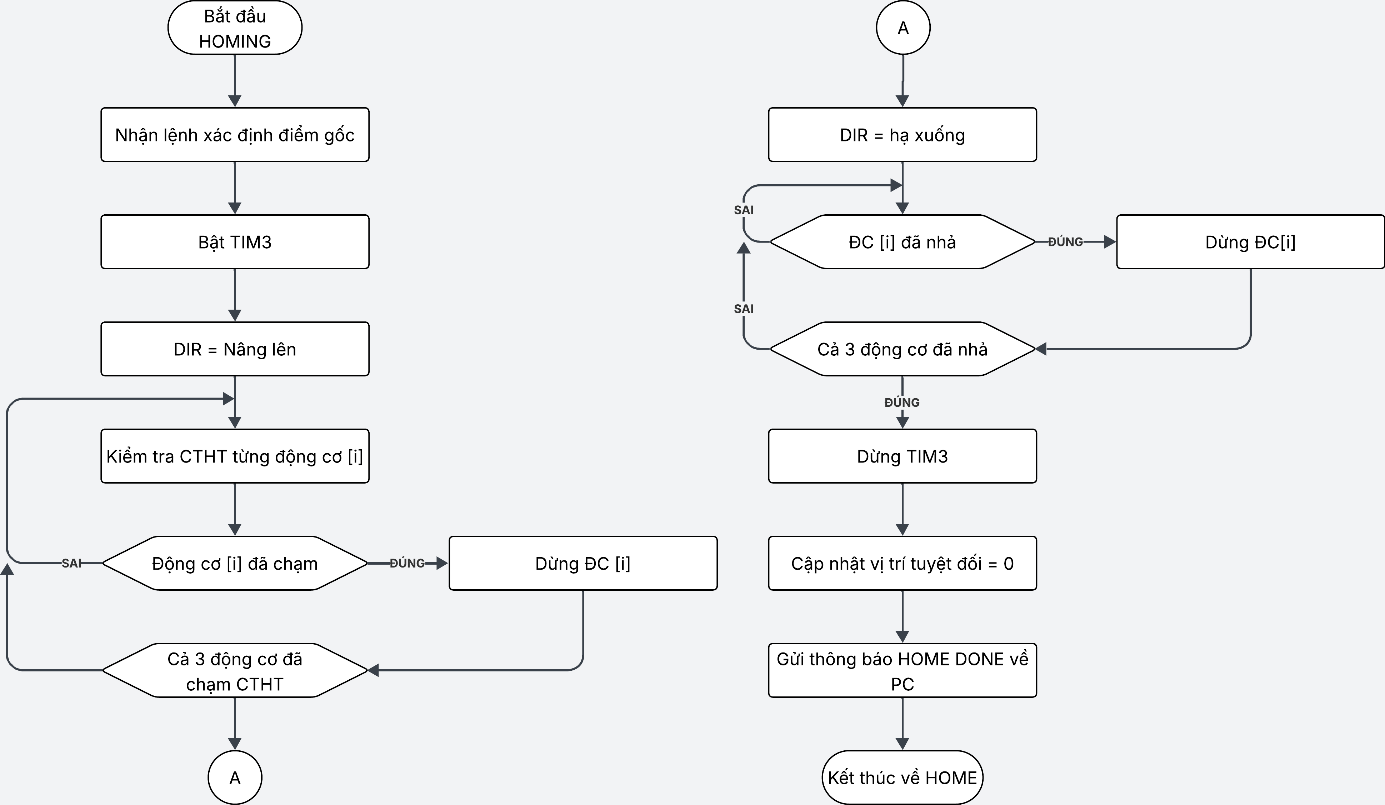 Bắt đầu
HOMING
Nhận lệnh xác định điểm gốc
Bật TIM3
DIR = Nâng lên
Kiểm tra CTHT từng động cơ [i]
Động cơ [i] đã chạm
SAI
ĐÚNG
Dừng ĐC [i]
Cả 3 động cơ đã
chạm CTHT
A
A
DIR = hạ xuống
SAI
ĐC [i] đã nhả
ĐÚNG
Dừng ĐC[i]
SAI
Cả 3 động cơ đã nhả
ĐÚNG
Dừng TIM3
Cập nhật vị trí tuyệt đối = 0
Gửi thông báo HOME DONE về
PC
Kết thúc về HOME